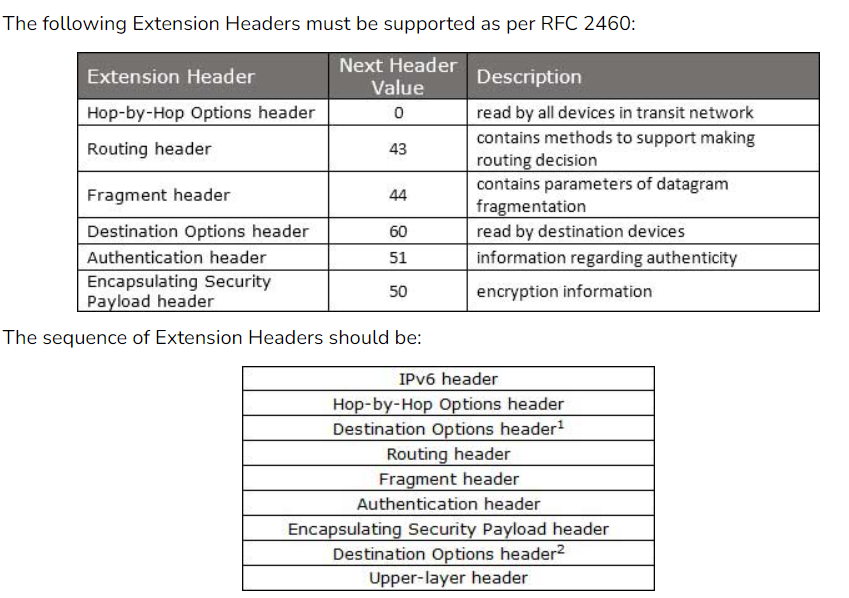 The following Extension Headers must be supported as per RFC 2460:
Extension Header
Next Header
Value
Description
Hop-by-Hop Options header
0
read by all devices in transit network
Routing header
43
contains methods to support making
routing decision
Fragment header
44
contains parameters of datagram
fragmentation
Destination Options header
60
read by destination devices
Authentication header
51
information regarding authenticity
Encapsulating Security
Payload header
50
encryption information
The sequence of Extension Headers should be:
IPv6 header
Hop-by-Hop Options header
Destination Options header¹
Routing header
Fragment header
Authentication header
Encapsulating Security Payload header
Destination Options header²
Upper-layer header